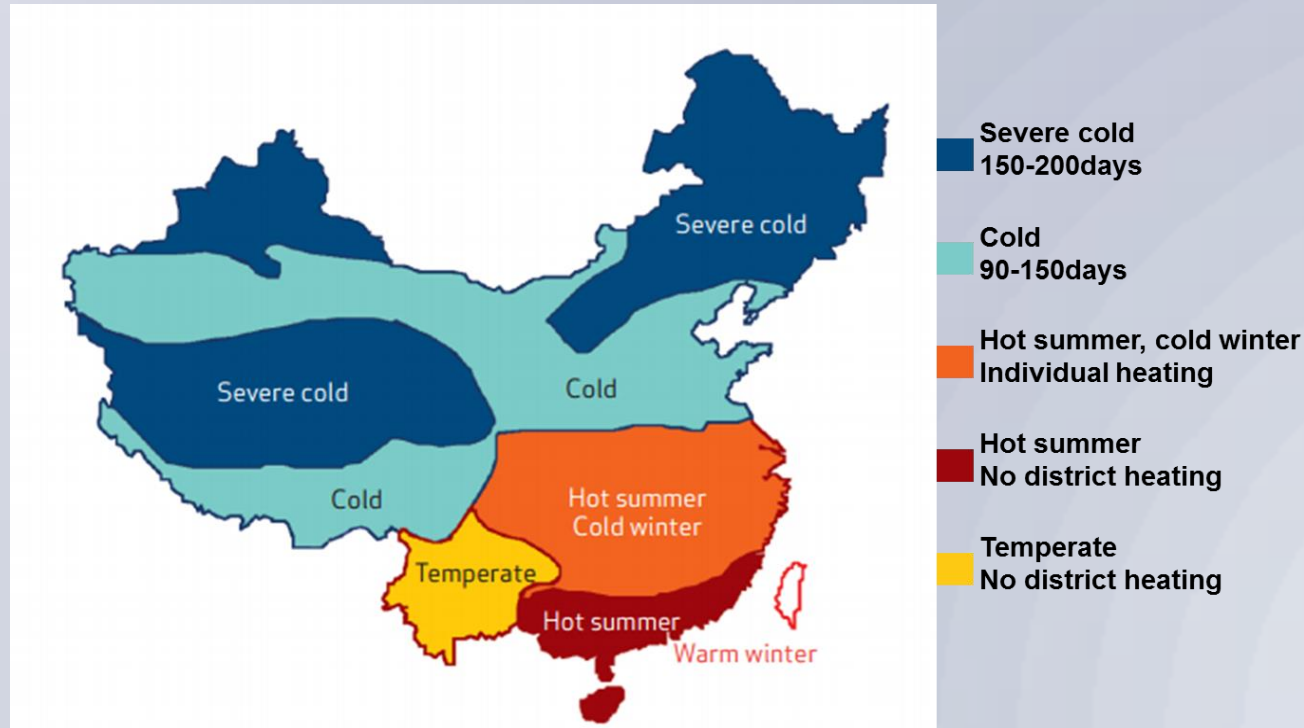 Severe cold
Severe cold
Cold
Cold
Hot summer
Cold winter
Temperate
Hot summer
Warm winter
Severe cold
150-200days
Cold
90-150days
Hot summer, cold winter
Individual heating
Hot summer
No district heating
Temperate
No district heating